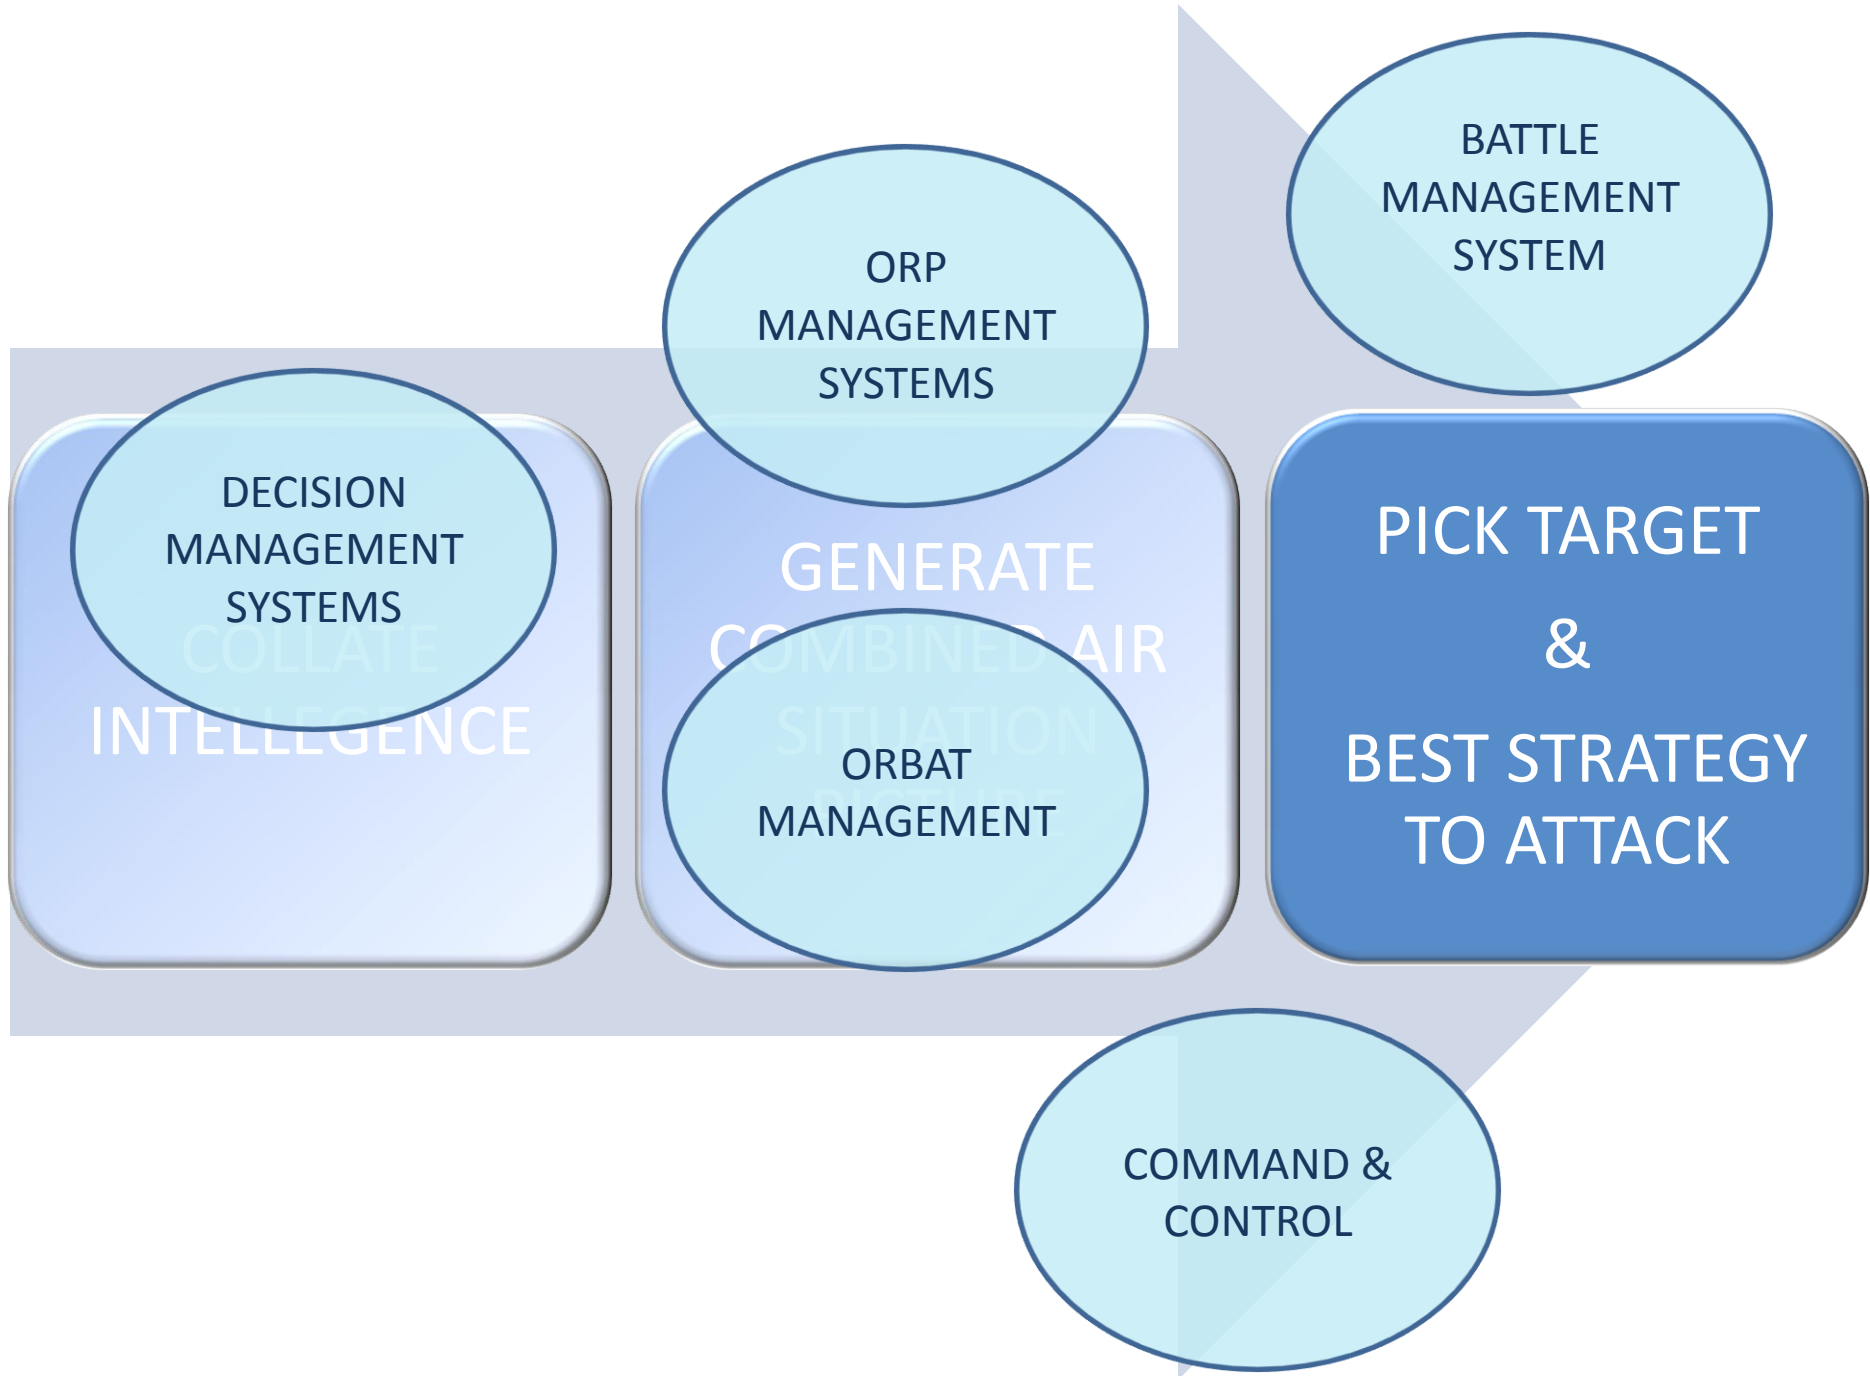 BATTLE
MANAGEMENT
SYSTEM
ORP
MANAGEMENT
SYSTEMS
DECISION
MANAGEMENT
SYSTEMS
COLLATE
INTELLEGENCE
GENERATE
COMBINED AIR
SITUATION
PICTURE
ORBAT
MANAGEMENT
PICK TARGET
&
BEST STRATEGY
TO ATTACK
COMMAND &
CONTROL